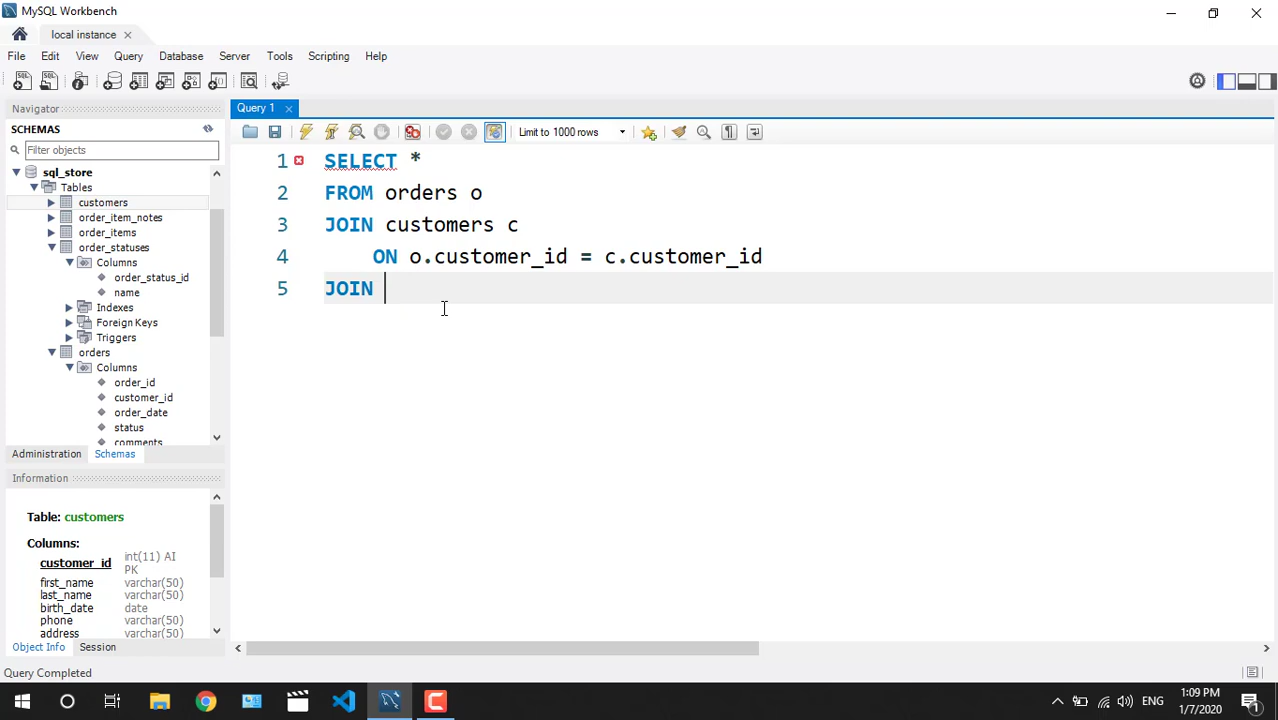 MySQL Workbench
local instance
File Edit View Query Database Server Tools Scripting Help
Navigator
SCHEMAS
Filter objects
sql_store
Tables
customers
order_item_notes
order_items
order_statuses
Columns
order_status_id
name
Indexes
Foreign Keys
Triggers
orders
Columns
order_id
customer_id
order_date
status
comments
Administration Schemas
Information
Table: customers
Columns:
customer_id int(11) AI PK
first_name varchar(50)
last_name varchar(50)
birth_date date
phone varchar(50)
address varchar(50)
Object Info Session
Query Completed
Query 1
Limit to 1000 rows
1 SELECT *
2 FROM orders o
3 JOIN customers c
4 ON o.customer_id = c.customer_id
5 JOIN
ENG
1:09 PM
1/7/2020